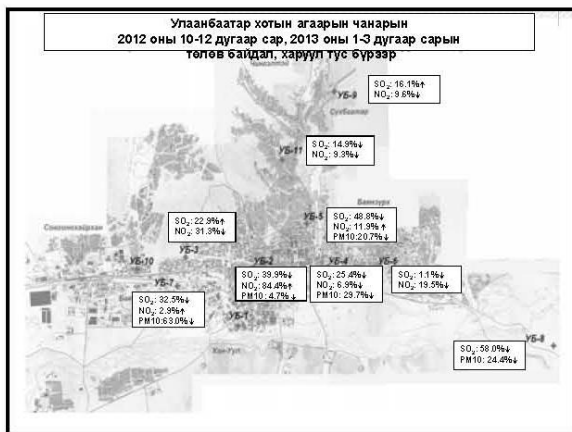 Улаанбаатар хотын агаарын чанарын
2012 оны 10-12 дугаар сар, 2013 оны 1-3 дугаар сарын
төлөв байдал, харуул тус бүрээр
Чингэлтэй
УБ-9
SO₂: 16.1%↑
NO₂: 9.6%↓
Сүхбаатар
УБ-11
SO₂: 14.9%↓
NO₂: 9.3%↓
Баянзүрх
Сонгинохайрхан
SO₂: 22.9%↑
NO₂: 31.3%↓
УБ-5
SO₂: 48.8%↓
NO₂: 11.9%↑
PM10:20.7%↓
УБ-3
УБ-10
УБ-2
УБ-4
УБ-6
УБ-7
SO₂: 39.9%↓
NO₂: 84.4%↑
PM10: 4.7%↓
SO₂: 25.4%↓
NO₂: 6.9%↓
PM10: 29.7%↓
SO₂: 1.1%↓
NO₂: 19.5%↓
SO₂: 32.5%↓
NO₂: 2.9%↑
PM10:63.0%↓
УБ-1
УБ-8
SO₂: 58.0%↓
PM10: 24.4%↓
Хан-Уул